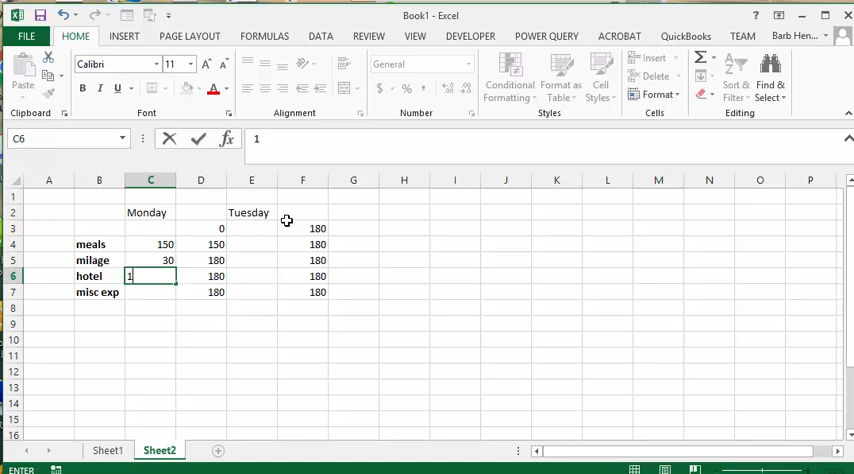 Book1 - Excel
FILE HOME INSERT PAGE LAYOUT FORMULAS DATA REVIEW VIEW DEVELOPER POWER QUERY ACROBAT QuickBooks TEAM Barb Hen...
Paste
Calibri 11
B I U
General
$ % ,
Conditional Formatting
Format as Table
Cell Styles
Insert
Delete
Format
Sort & Filter
Find & Select
Clipboard Font Alignment Number Styles Cells Editing
C6 fx 1
A B C D E F G H I J K L M N O P
1
2 Monday Tuesday
3 0 180
4 meals 150 150 180
5 milage 30 180 180
6 hotel 1 180 180
7 misc exp 180 180
8
9
10
11
12
13
14
15
16
Sheet1 Sheet2
ENTER